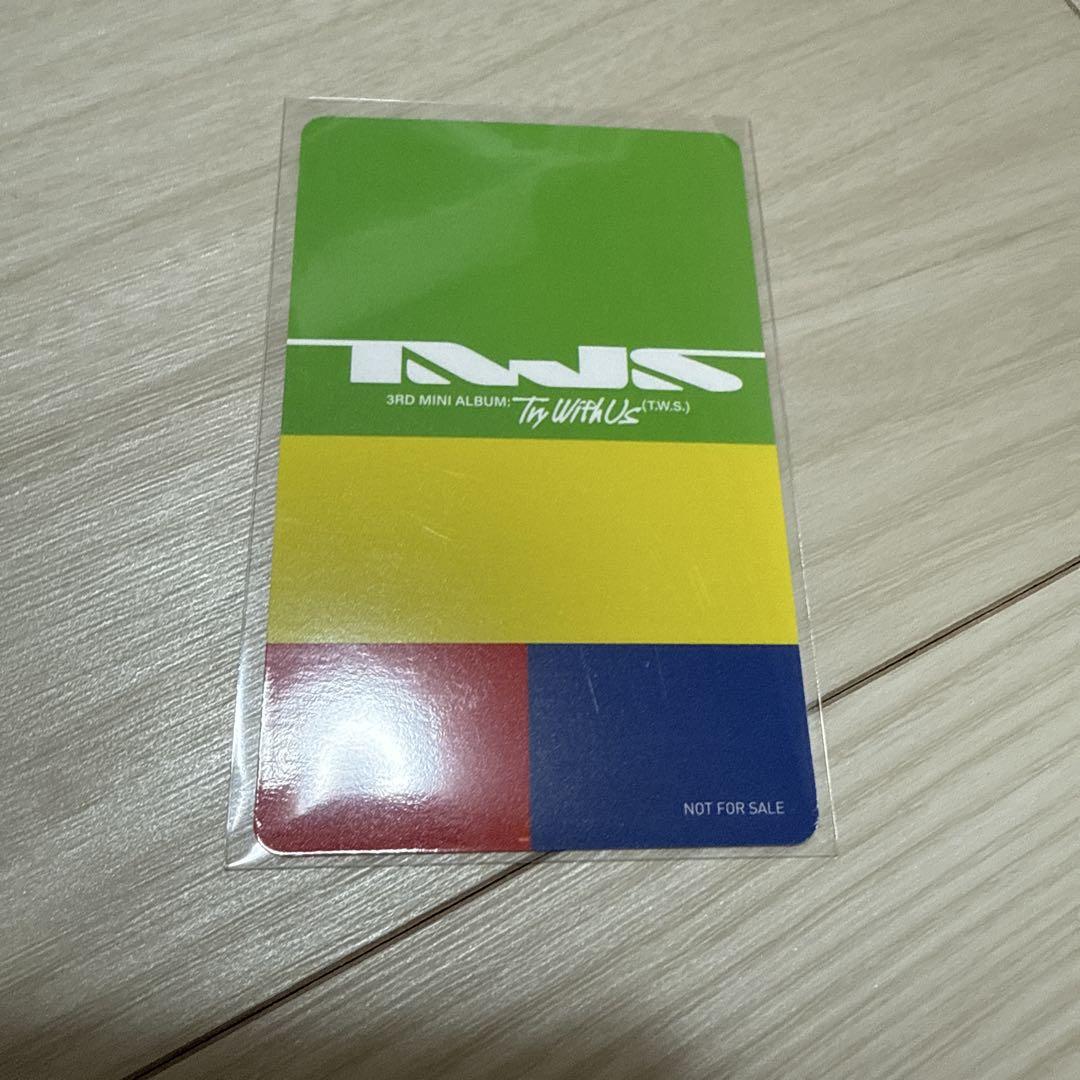 TWS
3RD MINI ALBUM: Try With Us (T.W.S.)
NOT FOR SALE